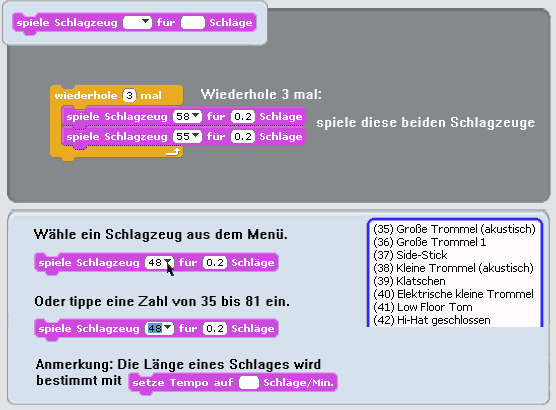 spiele Schlagzeug für Schläge
wiederhole 3 mal
Wiederhole 3 mal:
spiele Schlagzeug 58 für 0.2 Schläge
spiele Schlagzeug 55 für 0.2 Schläge
spiele diese beiden Schlagzeuge
Wähle ein Schlagzeug aus dem Menü.
spiele Schlagzeug 48 für 0.2 Schläge
Oder tippe eine Zahl von 35 bis 81 ein.
spiele Schlagzeug 48 für 0.2 Schläge
Anmerkung: Die Länge eines Schlages wird
bestimmt mit setze Tempo auf Schläge/Min.
(35) Große Trommel (akustisch)
(36) Große Trommel 1
(37) Side-Stick
(38) Kleine Trommel (akustisch)
(39) Klatschen
(40) Elektrische kleine Trommel
(41) Low Floor Tom
(42) Hi-Hat geschlossen